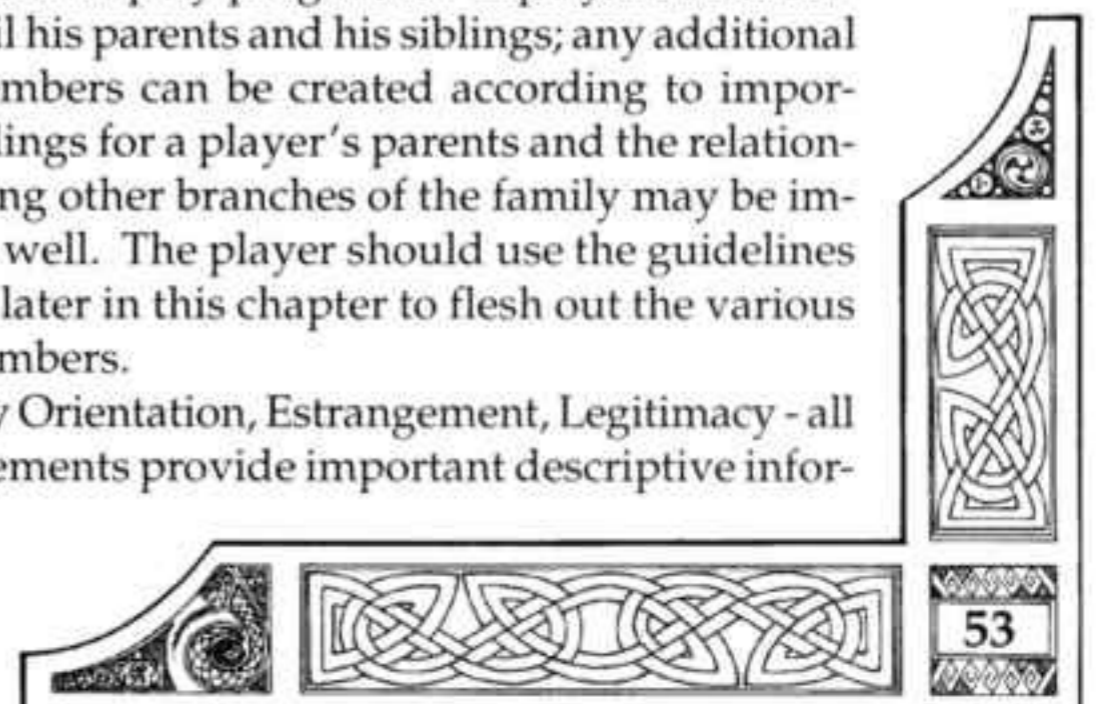 l his parents and his siblings; any additional
mbers can be created according to impor-
lings for a player's parents and the relation-
ng other branches of the family may be im-
well. The player should use the guidelines
later in this chapter to flesh out the various
mbers.
y Orientation, Estrangement, Legitimacy - all
ements provide important descriptive infor-
53